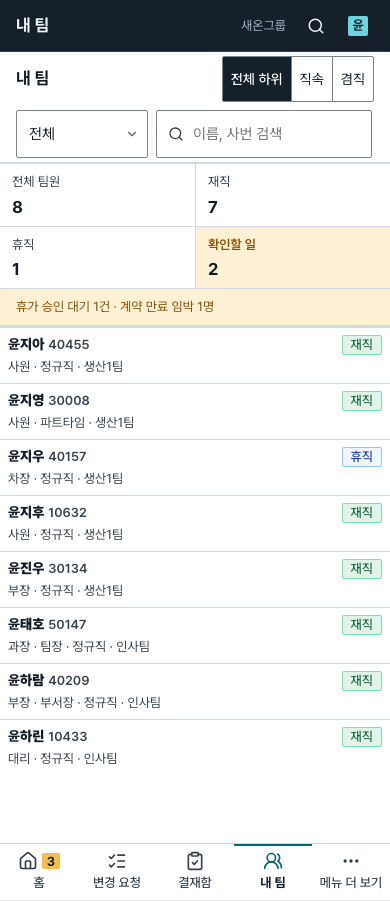 내 팀
새온그룹
윤
내 팀
전체 하위
직속
겸직
전체
이름, 사번 검색
전체 팀원
8
재직
7
휴직
1
확인할 일
2
휴가 승인 대기 1건 · 계약 만료 임박 1명
윤지아 40455
재직
사원 · 정규직 · 생산1팀
윤지영 30008
재직
사원 · 파트타임 · 생산1팀
윤지우 40157
휴직
차장 · 정규직 · 생산1팀
윤지후 10632
재직
사원 · 정규직 · 생산1팀
윤진우 30134
재직
부장 · 정규직 · 생산1팀
윤태호 50147
재직
과장 · 팀장 · 정규직 · 인사팀
윤하람 40209
재직
부장 · 부서장 · 정규직 · 인사팀
윤하린 10433
재직
대리 · 정규직 · 인사팀
3
홈
변경 요청
결재함
내 팀
메뉴 더 보기